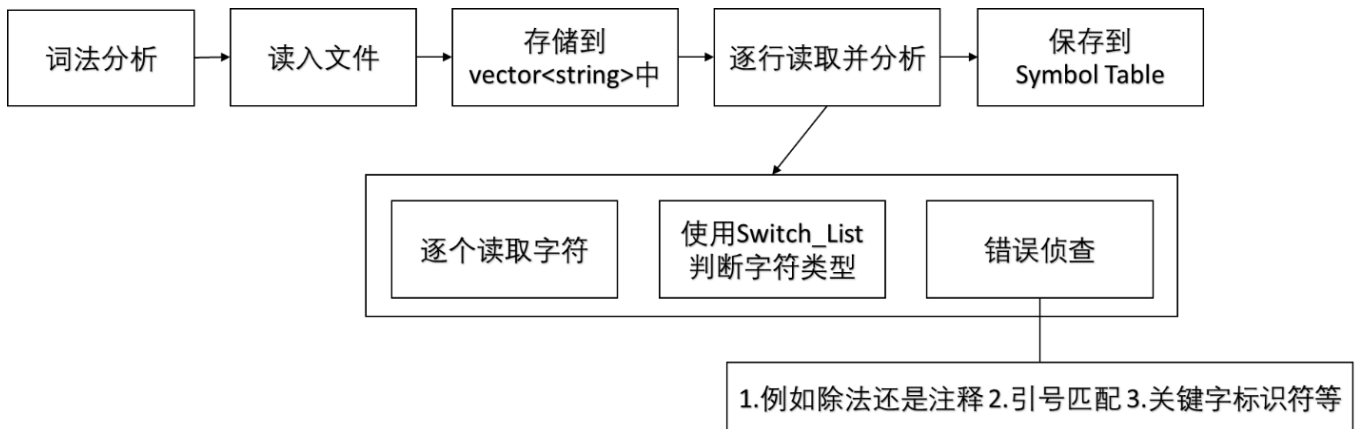 词法分析
读入文件
存储到
vector<string>中
逐行读取并分析
保存到
Symbol Table
逐个读取字符
使用Switch_List
判断字符类型
错误侦查
1.例如除法还是注释 2.引号匹配 3.关键字标识符等